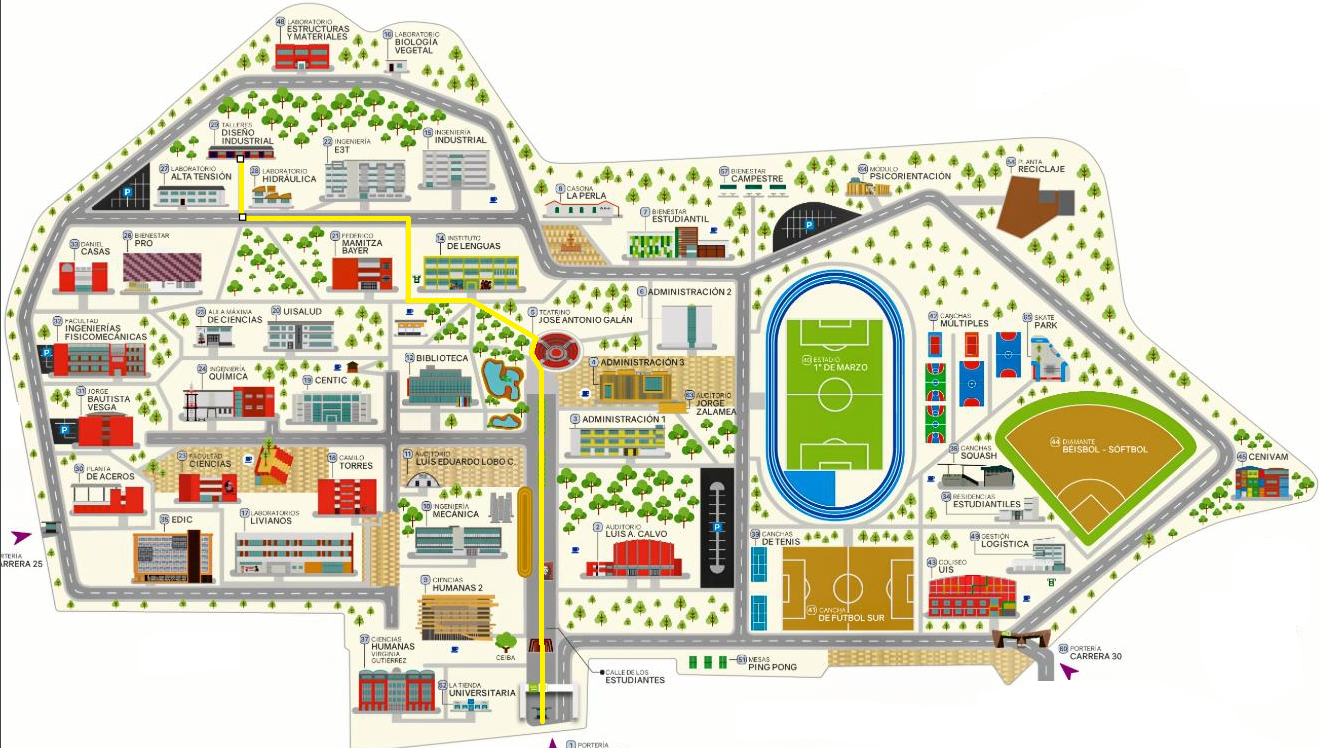 48 LABORATORIO
ESTRUCTURAS
Y MATERIALES
16 LABORATORIO
BIOLOGÍA
VEGETAL
29 TALLERES
DISEÑO
INDUSTRIAL
22 INGENIERÍA
E3T
15 INGENIERÍA
INDUSTRIAL
27 LABORATORIO
ALTA TENSIÓN
28 LABORATORIO
HIDRÁULICA
P
8 CASONA
LA PERLA
57 BIENESTAR
CAMPESTRE
64 MÓDULO
PSICORIENTACIÓN
54 PLANTA
RECICLAJE
7 BIENESTAR
ESTUDIANTIL
P
33 DANIEL
CASAS
26 BIENESTAR
PRO
21 FEDERICO
MAMITZA
BAYER
14 INSTITUTO
DE LENGUAS
6 ADMINISTRACIÓN 2
32 FACULTAD
INGENIERÍAS
FISICOMECÁNICAS
P
25 AULA MÁXIMA
DE CIENCIAS
20 UISALUD
5 TEATRINO
JOSÉ ANTONIO GALÁN
42 CANCHAS
MÚLTIPLES
65 SKATE
PARK
12 BIBLIOTECA
4 ADMINISTRACIÓN 3
40 ESTADIO
1° DE MARZO
24 INGENIERÍA
QUÍMICA
19 CENTIC
63 AUDITORIO
JORGE
ZALAMEA
31 JORGE
BAUTISTA
VESGA
P
3 ADMINISTRACIÓN 1
44 DIAMANTE
BÉISBOL - SÓFTBOL
36 CANCHAS
SQUASH
45 CENIVAM
30 PLANTA
DE ACEROS
23 FACULTAD
CIENCIAS
18 CAMILO
TORRES
11 AUDITORIO
LUIS EDUARDO LOBO C.
34 RESIDENCIAS
ESTUDIANTILES
35 EDIC
17 LABORATORIOS
LIVIANOS
10 INGENIERÍA
MECÁNICA
2 AUDITORIO
LUIS A. CALVO
P
39 CANCHAS
DE TENIS
49 GESTIÓN
LOGÍSTICA
PORTERÍA
CARRERA 25
9 CIENCIAS
HUMANAS 2
43 COLISEO
UIS
41 CANCHA
DE FÚTBOL SUR
37 CIENCIAS
HUMANAS
VIRGINIA
GUTIÉRREZ
CEIBA
60 PORTERÍA
CARRERA 30
51 MESAS
PING PONG
CALLE DE LOS
ESTUDIANTES
52 LA TIENDA
UNIVERSITARIA
1 PORTERÍA